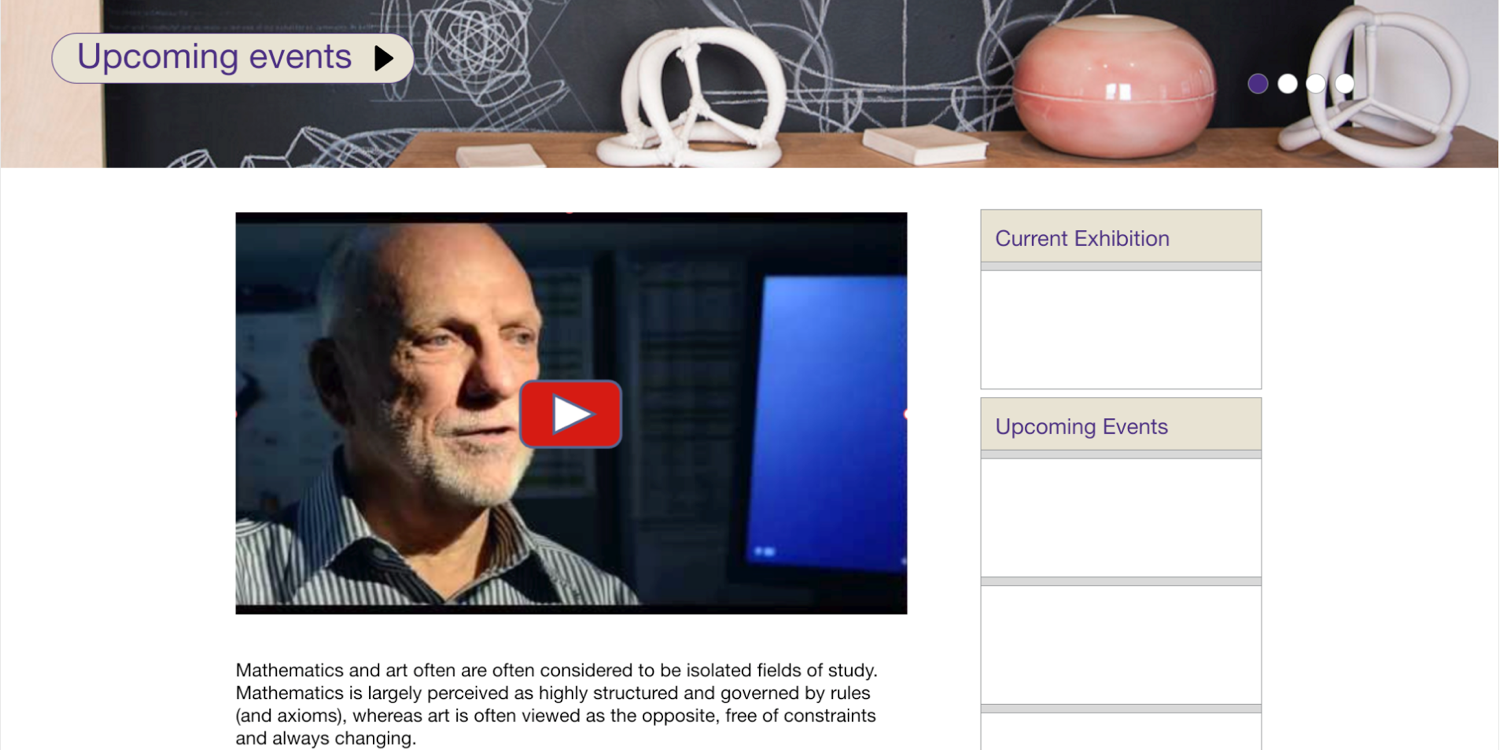 Upcoming events
Current Exhibition
Upcoming Events
Mathematics and art often are often considered to be isolated fields of study.
Mathematics is largely perceived as highly structured and governed by rules
(and axioms), whereas art is often viewed as the opposite, free of constraints
and always changing.